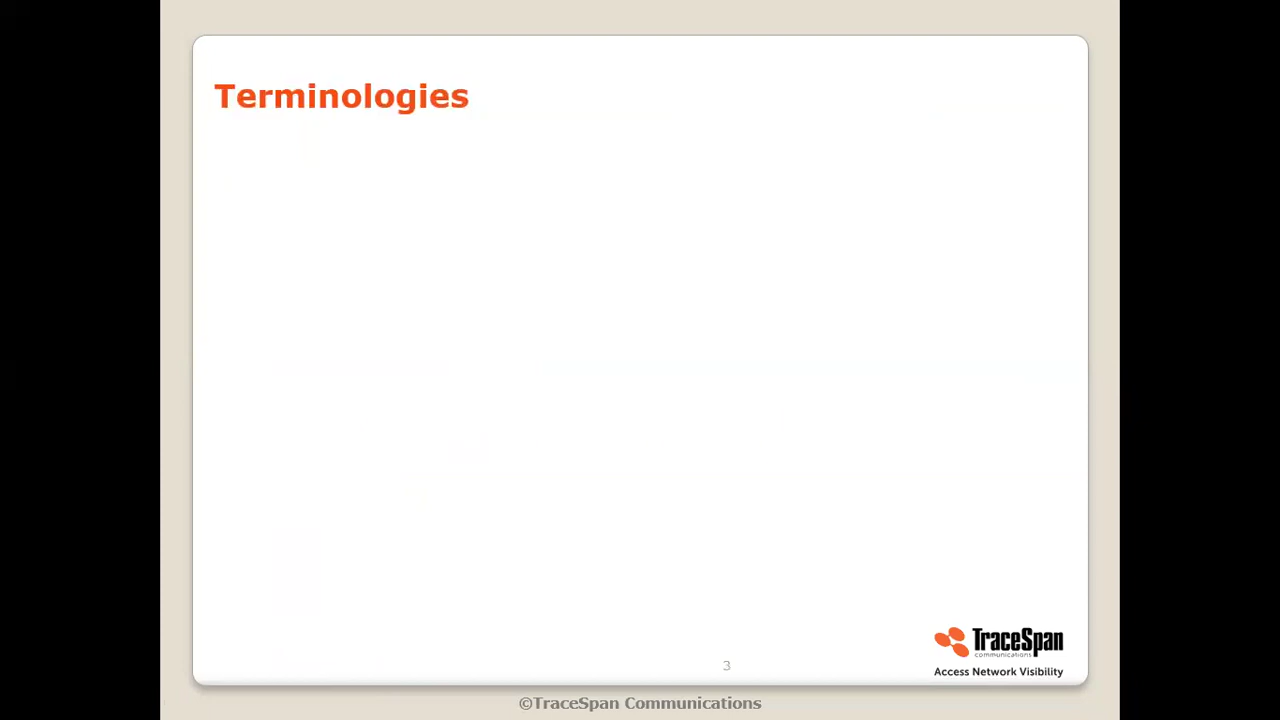 Terminologies
TraceSpan
communications
Access Network Visibility
3
©TraceSpan Communications